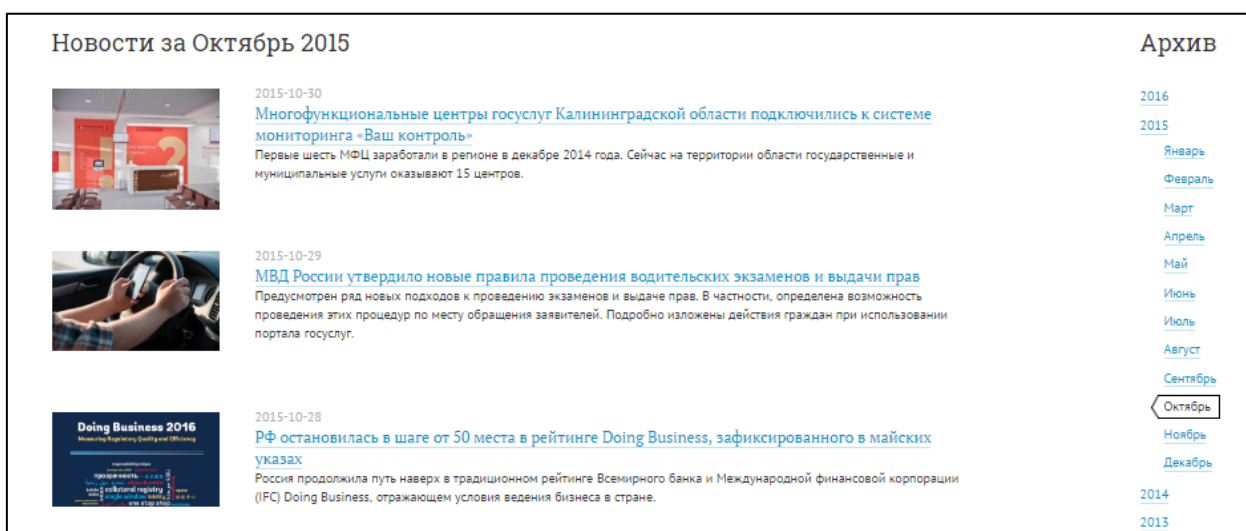 Новости за Октябрь 2015
2015-10-30
Многофункциональные центры госуслуг Калининградской области подключились к системе
мониторинга «Ваш контроль»
Первые шесть МФЦ заработали в регионе в декабре 2014 года. Сейчас на территории области государственные и
муниципальные услуги оказывают 15 центров.
2015-10-29
МВД России утвердило новые правила проведения водительских экзаменов и выдачи прав
Предусмотрен ряд новых подходов к проведению экзаменов и выдаче прав. В частности, определена возможность
проведения этих процедур по месту обращения заявителей. Подробно изложены действия граждан при использовании
портала госуслуг.
Doing Business 2016
Measuring Regulatory Quality and Efficiency
прозрачность
collateral registry
single window
one stop shop
2015-10-28
РФ остановилась в шаге от 50 места в рейтинге Doing Business, зафиксированного в майских
указах
Россия продолжила путь наверх в традиционном рейтинге Всемирного банка и Международной финансовой корпорации
(IFC) Doing Business, отражающем условия ведения бизнеса в стране.
Архив
2016
2015
Январь
Февраль
Март
Апрель
Май
Июнь
Июль
Август
Сентябрь
Октябрь
Ноябрь
Декабрь
2014
2013